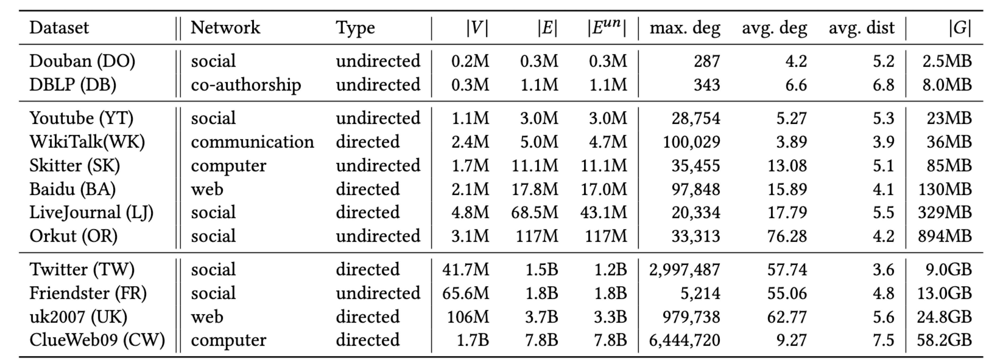 Dataset Network Type |V| |E| |E^{un}| max. deg avg. deg avg. dist |G|
Douban (DO) social undirected 0.2M 0.3M 0.3M 287 4.2 5.2 2.5MB
DBLP (DB) co-authorship undirected 0.3M 1.1M 1.1M 343 6.6 6.8 8.0MB
Youtube (YT) social undirected 1.1M 3.0M 3.0M 28,754 5.27 5.3 23MB
WikiTalk(WK) communication directed 2.4M 5.0M 4.7M 100,029 3.89 3.9 36MB
Skitter (SK) computer undirected 1.7M 11.1M 11.1M 35,455 13.08 5.1 85MB
Baidu (BA) web directed 2.1M 17.8M 17.0M 97,848 15.89 4.1 130MB
LiveJournal (LJ) social directed 4.8M 68.5M 43.1M 20,334 17.79 5.5 329MB
Orkut (OR) social undirected 3.1M 117M 117M 33,313 76.28 4.2 894MB
Twitter (TW) social directed 41.7M 1.5B 1.2B 2,997,487 57.74 3.6 9.0GB
Friendster (FR) social undirected 65.6M 1.8B 1.8B 5,214 55.06 4.8 13.0GB
uk2007 (UK) web directed 106M 3.7B 3.3B 979,738 62.77 5.6 24.8GB
ClueWeb09 (CW) computer directed 1.7B 7.8B 7.8B 6,444,720 9.27 7.5 58.2GB